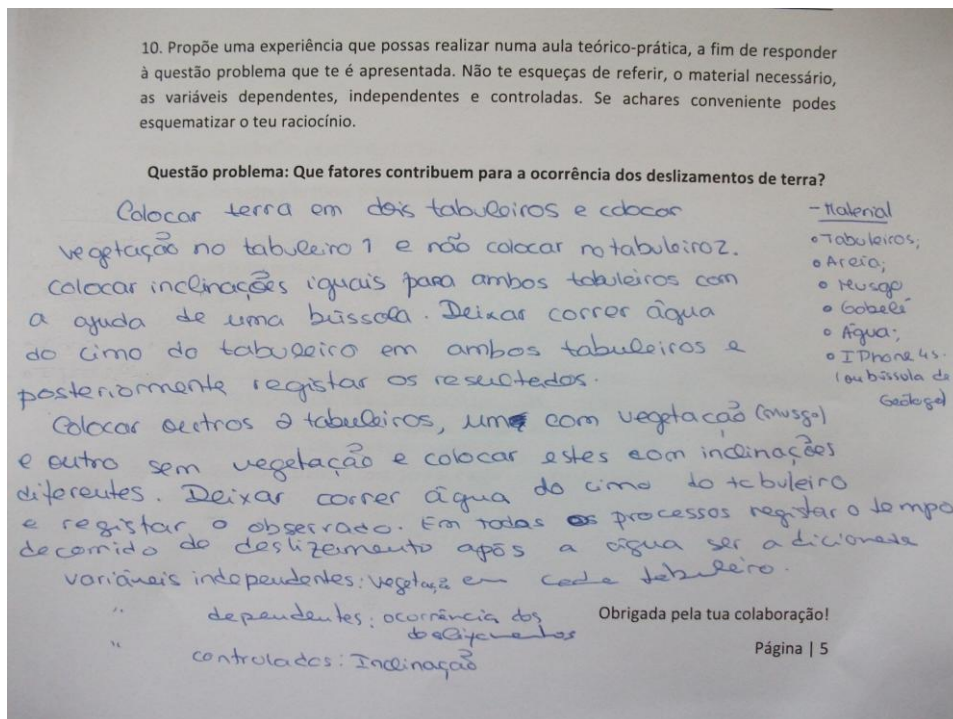 10. Propõe uma experiência que possas realizar numa aula teórico-prática, a fim de responder
à questão problema que te é apresentada. Não te esqueças de referir, o material necessário,
as variáveis dependentes, independentes e controladas. Se achares conveniente podes
esquematizar o teu raciocínio.
Questão problema: Que fatores contribuem para a ocorrência dos deslizamentos de terra?
Colocar terra em dois tabuleiros e colocar
vegetação no tabuleiro 1 e não colocar no tabuleiro 2.
Colocar inclinações iguais para ambos tabuleiros com
a ajuda de uma bússola. Deixar correr água
do cimo do tabuleiro em ambos tabuleiros e
posteriormente registar os resultados.
Colocar outros 2 tabuleiros, um com vegetação (musgo)
e outro sem vegetação e colocar estes com inclinações
diferentes. Deixar correr água do cimo do tabuleiro
e registar o observado. Em todas os processos registar o tempo
decorrido do deslizamento após a água ser adicionada
variáveis independentes: vegetação em cada tabuleiro.
" dependentes: ocorrência dos
deslizamentos
" controlados: Inclinação
- Material
• Tabuleiros;
• Areia;
• Musgo
• Gobelé
• Água;
• IPhone 4s.
(ou bússola de
Geólogo)
Obrigada pela tua colaboração!
Página | 5